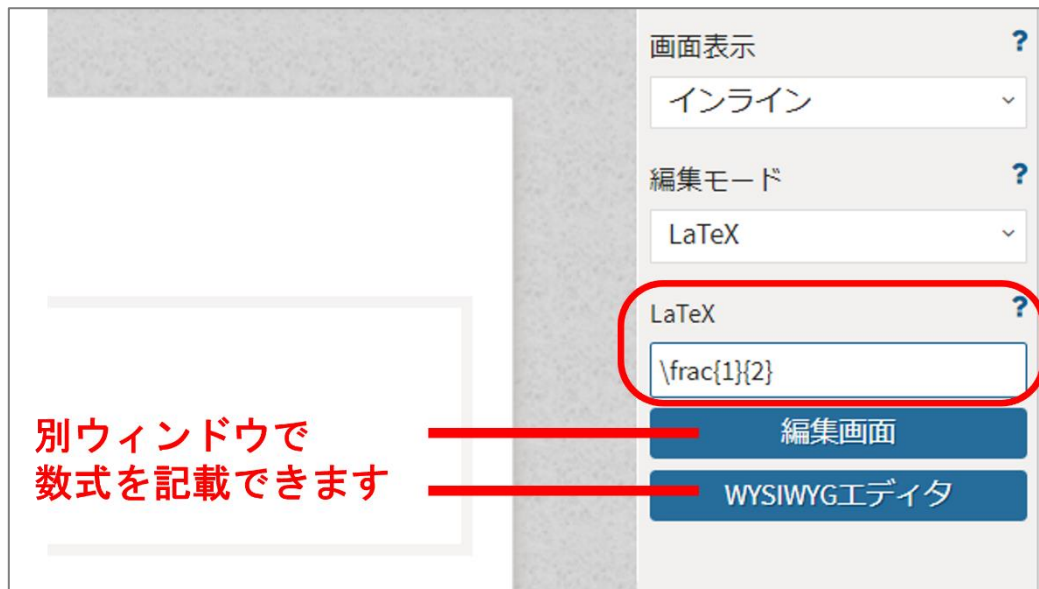 画面表示
?
インライン
編集モード
?
LaTeX
LaTeX
?
\frac{1}{2}
編集画面
WYSIWYGエディタ
別ウィンドウで
数式を記載できます